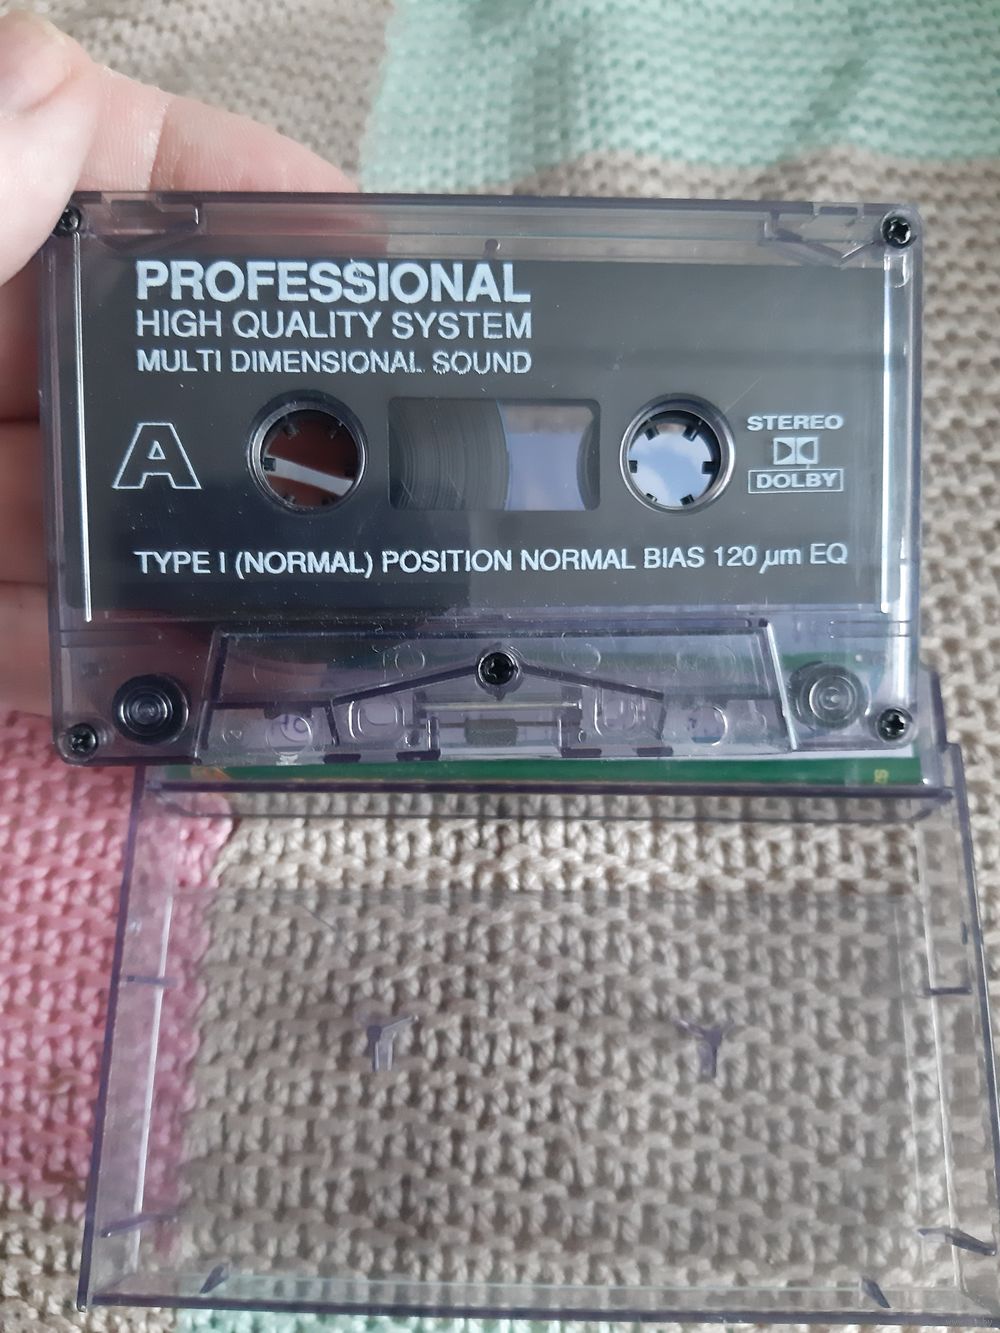 PROFESSIONAL
HIGH QUALITY SYSTEM
MULTI DIMENSIONAL SOUND
A
STEREO
DOLBY
TYPE I (NORMAL) POSITION NORMAL BIAS 120 µm EQ